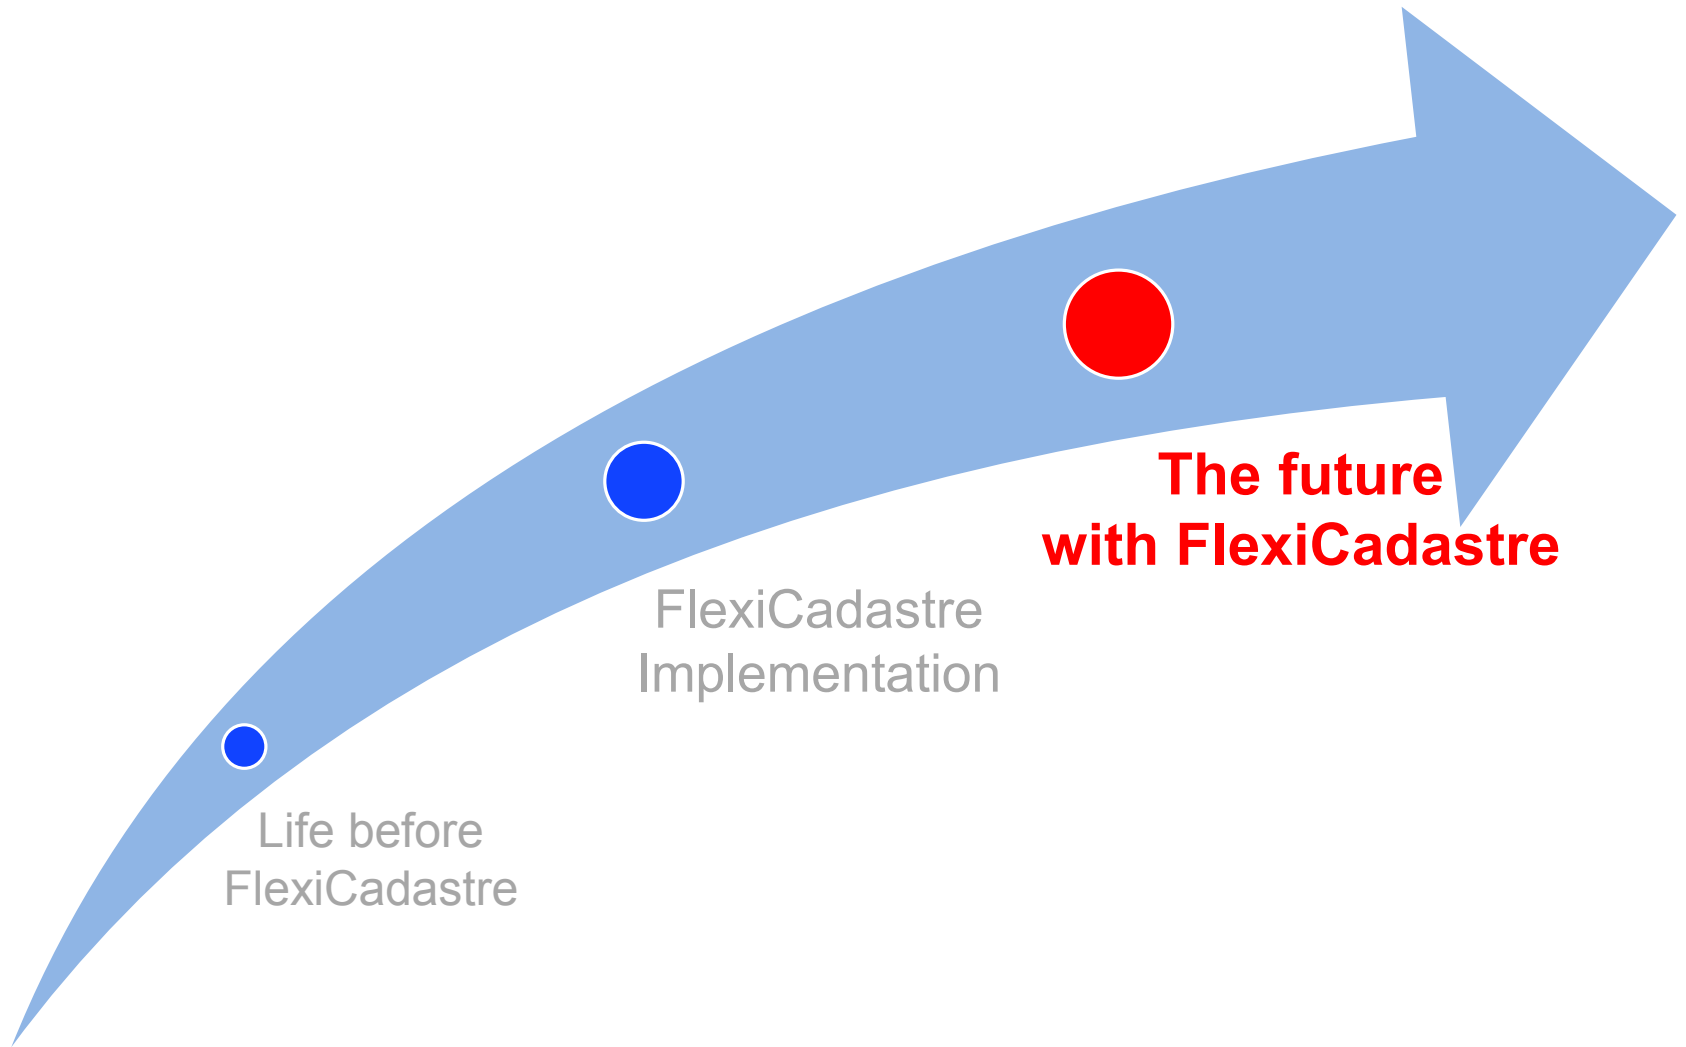 The future
with FlexiCadastre
FlexiCadastre
Implementation
Life before
FlexiCadastre